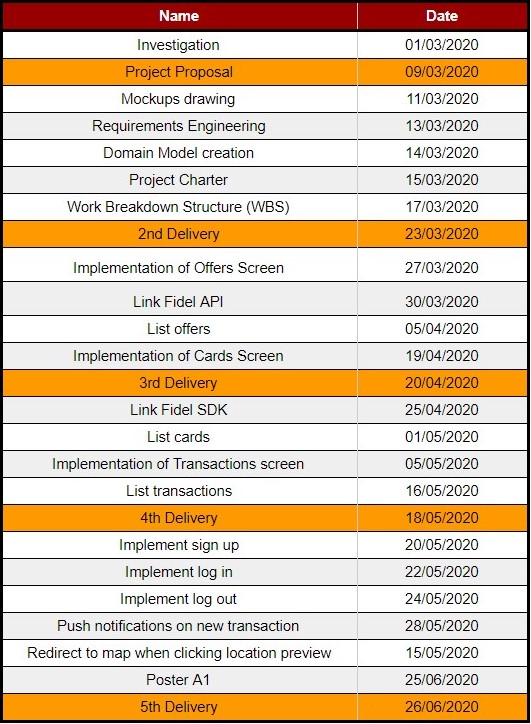 Name Date
Investigation 01/03/2020
Project Proposal 09/03/2020
Mockups drawing 11/03/2020
Requirements Engineering 13/03/2020
Domain Model creation 14/03/2020
Project Charter 15/03/2020
Work Breakdown Structure (WBS) 17/03/2020
2nd Delivery 23/03/2020
Implementation of Offers Screen 27/03/2020
Link Fidel API 30/03/2020
List offers 05/04/2020
Implementation of Cards Screen 19/04/2020
3rd Delivery 20/04/2020
Link Fidel SDK 25/04/2020
List cards 01/05/2020
Implementation of Transactions screen 05/05/2020
List transactions 16/05/2020
4th Delivery 18/05/2020
Implement sign up 20/05/2020
Implement log in 22/05/2020
Implement log out 24/05/2020
Push notifications on new transaction 28/05/2020
Redirect to map when clicking location preview 15/05/2020
Poster A1 25/06/2020
5th Delivery 26/06/2020